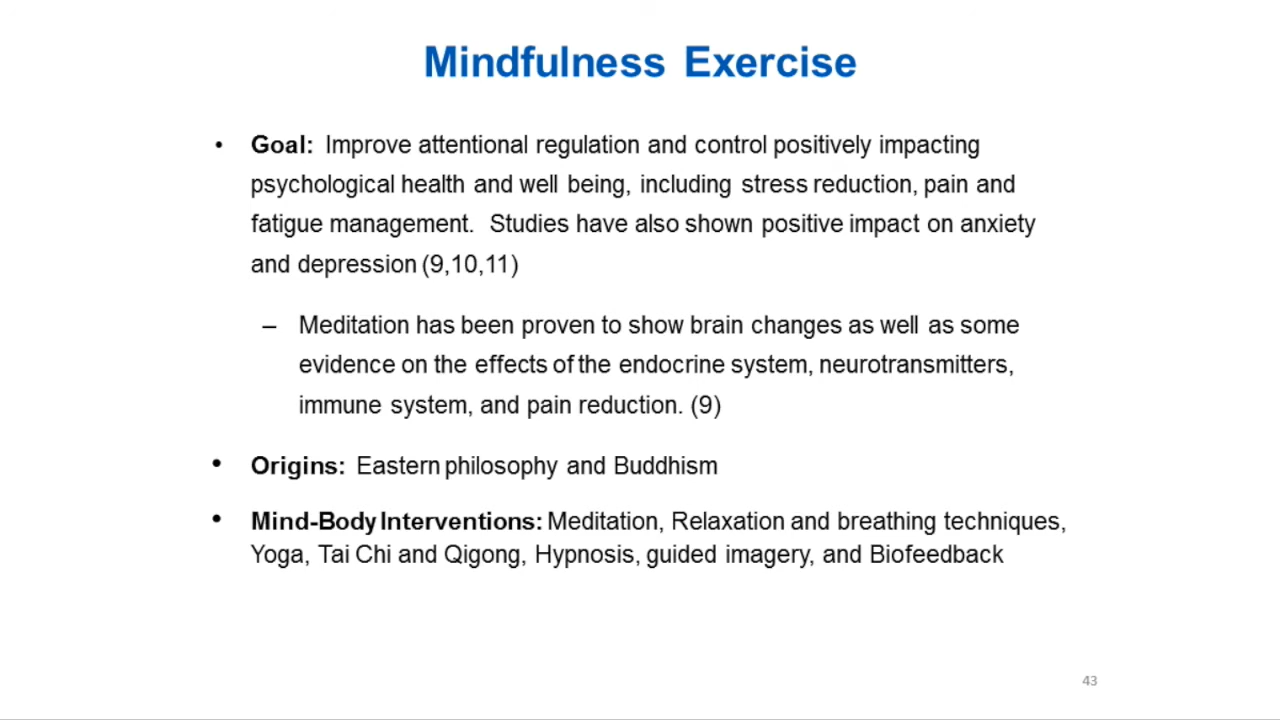 Mindfulness Exercise
• Goal: Improve attentional regulation and control positively impacting
psychological health and well being, including stress reduction, pain and
fatigue management. Studies have also shown positive impact on anxiety
and depression (9,10,11)
– Meditation has been proven to show brain changes as well as some
evidence on the effects of the endocrine system, neurotransmitters,
immune system, and pain reduction. (9)
• Origins: Eastern philosophy and Buddhism
• Mind-Body Interventions: Meditation, Relaxation and breathing techniques,
Yoga, Tai Chi and Qigong, Hypnosis, guided imagery, and Biofeedback
43